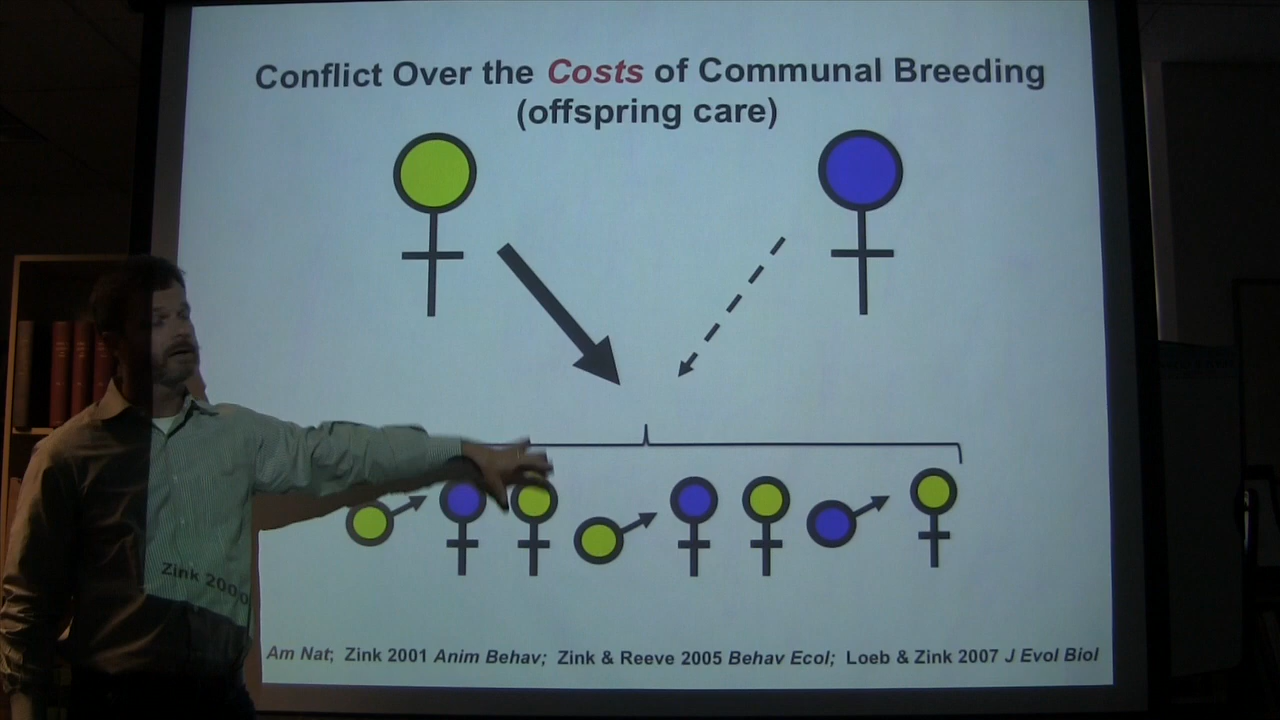 Conflict Over the Costs of Communal Breeding
(offspring care)
Zink 2000
Am Nat; Zink 2001 Anim Behav; Zink & Reeve 2005 Behav Ecol; Loeb & Zink 2007 J Evol Biol